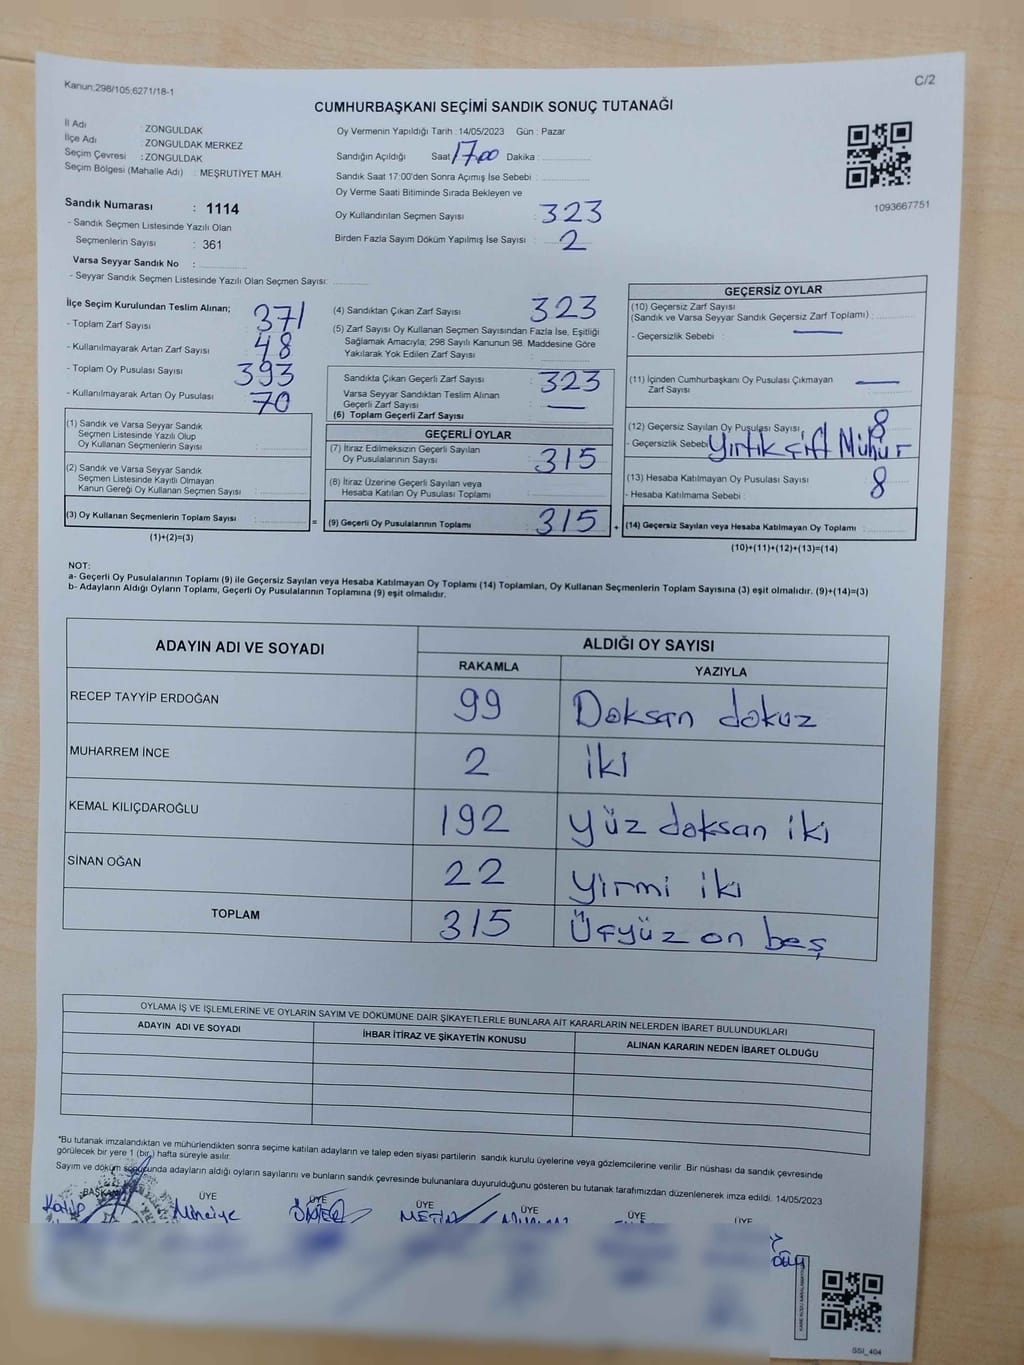 Kanun;298/105;6271/18-1
C/2
CUMHURBAŞKANI SEÇİMİ SANDIK SONUÇ TUTANAĞI
İl Adı : ZONGULDAK
İlçe Adı : ZONGULDAK MERKEZ
Seçim Çevresi : ZONGULDAK
Seçim Bölgesi (Mahalle Adı) : MEŞRUTİYET MAH.
Sandık Numarası : 1114
- Sandık Seçmen Listesinde Yazılı Olan
Seçmenlerin Sayısı : 361
Varsa Seyyar Sandık No :
- Seyyar Sandık Seçmen Listesinde Yazılı Olan Seçmen Sayısı:
Oy Vermenin Yapıldığı Tarih : 14/05/2023 Gün : Pazar
Sandığın Açıldığı Saat 17.00 Dakika :
Sandık Saat 17:00'den Sonra Açımış İse Sebebi :
Oy Verme Saati Bitiminde Sırada Bekleyen ve
Oy Kullandırılan Seçmen Sayısı : 323
Birden Fazla Sayım Döküm Yapılmış İse Sayısı : 2
1093667751
İlçe Seçim Kurulundan Teslim Alınan;
- Toplam Zarf Sayısı : 371
- Kullanılmayarak Artan Zarf Sayısı : 48
- Toplam Oy Pusulası Sayısı : 393
- Kullanılmayarak Artan Oy Pusulası : 70
(1) Sandık ve Varsa Seyyar Sandık
Seçmen Listesinde Yazılı Olup
Oy Kullanan Seçmenlerin Sayısı :
(2) Sandık ve Varsa Seyyar Sandık
Seçmen Listesinde Kayıtlı Olmayan
Kanun Gereği Oy Kullanan Seçmen Sayısı :
(3) Oy Kullanan Seçmenlerin Toplam Sayısı :
(1)+(2)=(3)
(4) Sandıktan Çıkan Zarf Sayısı : 323
(5) Zarf Sayısı Oy Kullanan Seçmen Sayısından Fazla İse, Eşitliği
Sağlamak Amacıyla; 298 Sayılı Kanunun 98. Maddesine Göre
Yakılarak Yok Edilen Zarf Sayısı :
Sandıkta Çıkan Geçerli Zarf Sayısı : 323
Varsa Seyyar Sandıktan Teslim Alınan
Geçerli Zarf Sayısı : —
(6) Toplam Geçerli Zarf Sayısı
GEÇERLİ OYLAR
(7) İtiraz Edilmeksizin Geçerli Sayılan
Oy Pusulalarının Sayısı : 315
(8) İtiraz Üzerine Geçerli Sayılan veya
Hesaba Katılan Oy Pusulası Toplamı :
= (9) Geçerli Oy Pusulalarının Toplamı : 315 +
GEÇERSİZ OYLAR
(10) Geçersiz Zarf Sayısı
(Sandık ve Varsa Seyyar Sandık Geçersiz Zarf Toplamı) :
- Geçersizlik Sebebi : —
(11) İçinden Cumhurbaşkanı Oy Pusulası Çıkmayan
Zarf Sayısı : —
(12) Geçersiz Sayılan Oy Pusulası Sayısı : 8
- Geçersizlik Sebebi Yırtık çift Mühür
(13) Hesaba Katılmayan Oy Pusulası Sayısı : 8
- Hesaba Katılmama Sebebi :
(14) Geçersiz Sayılan veya Hesaba Katılmayan Oy Toplamı :
(10)+(11)+(12)+(13)=(14)
NOT:
a- Geçerli Oy Pusulalarının Toplamı (9) ile Geçersiz Sayılan veya Hesaba Katılmayan Oy Toplamı (14) Toplamları, Oy Kullanan Seçmenlerin Toplam Sayısına (3) eşit olmalıdır. (9)+(14)=(3)
b- Adayların Aldığı Oyların Toplamı, Geçerli Oy Pusulalarının Toplamına (9) eşit olmalıdır.
ADAYIN ADI VE SOYADI
ALDIĞI OY SAYISI
RAKAMLA YAZIYLA
RECEP TAYYİP ERDOĞAN 99 Doksan dokuz
MUHARREM İNCE 2 iki
KEMAL KILIÇDAROĞLU 192 Yüz doksan iki
SİNAN OĞAN 22 yirmi iki
TOPLAM 315 Üçyüz on beş
OYLAMA İŞ VE İŞLEMLERİNE VE OYLARIN SAYIM VE DÖKÜMÜNE DAİR ŞİKAYETLERLE BUNLARA AİT KARARLARIN NELERDEN İBARET BULUNDUKLARI
ADAYIN ADI VE SOYADI İHBAR İTİRAZ VE ŞİKAYETİN KONUSU ALINAN KARARIN NEDEN İBARET OLDUĞU
*Bu tutanak imzalandıktan ve mühürlendikten sonra seçime katılan adayların ve talep eden siyasi partilerin sandık kurulu üyelerine veya gözlemcilerine verilir. Bir nüshası da sandık çevresinde
görülecek bir yere 1 (bir) hafta süreyle asılır.
Sayım ve döküm sonucunda adayların aldığı oyların sayılarını ve bunların sandık çevresinde bulunanlara duyurulduğunu gösteren bu tutanak tarafımızdan düzenlenerek imza edildi. 14/05/2023
BAŞKAN ÜYE ÜYE ÜYE ÜYE ÜYE ÜYE
METİN
SSI_404